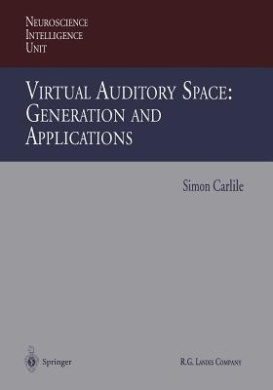 NEUROSCIENCE
INTELLIGENCE
UNIT
VIRTUAL AUDITORY SPACE:
GENERATION AND
APPLICATIONS
Simon Carlile
Springer
R.G. LANDES COMPANY